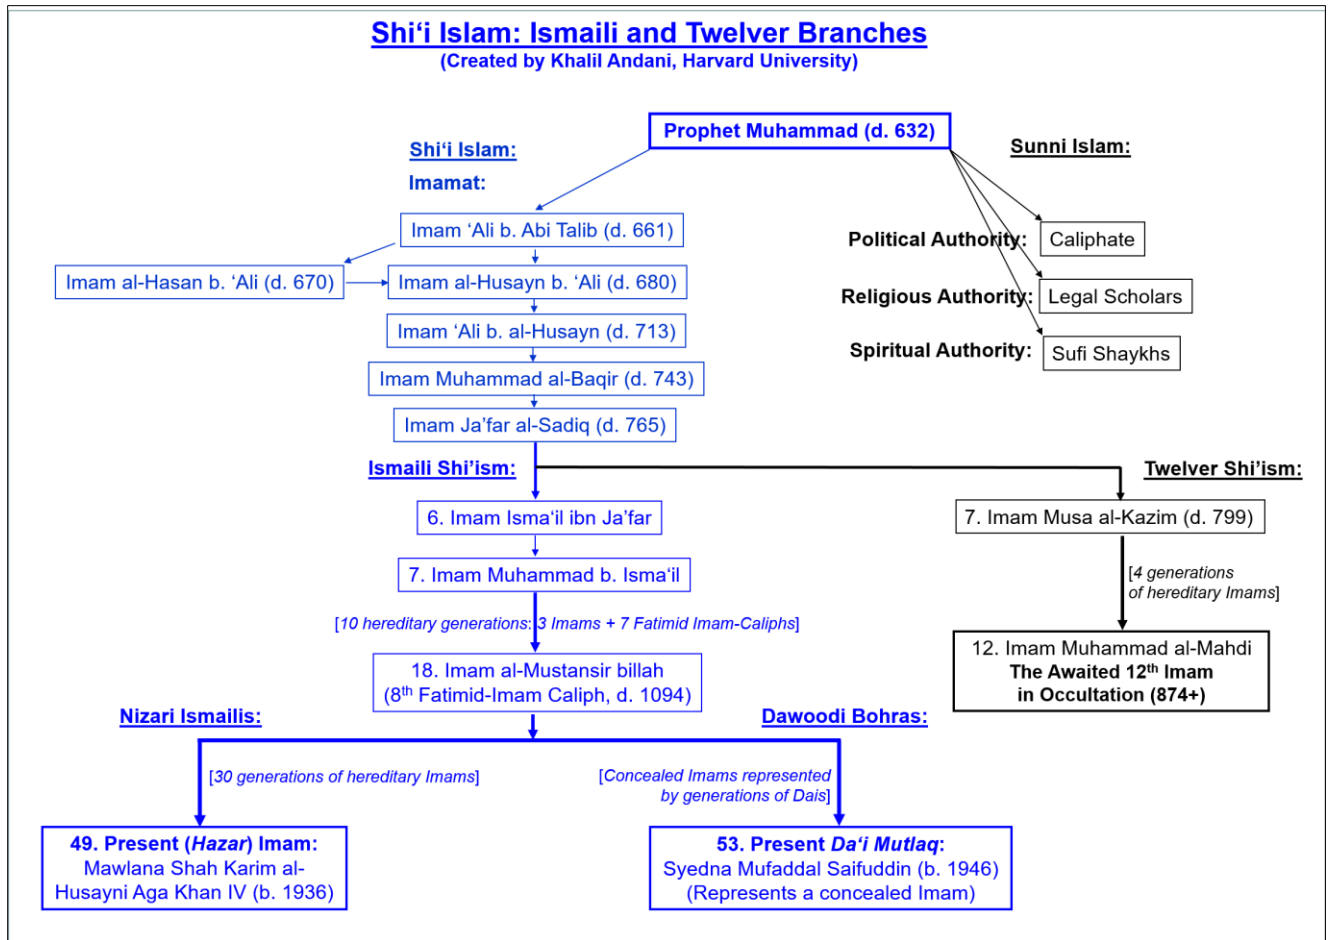 Shi‘i Islam: Ismaili and Twelver Branches
(Created by Khalil Andani, Harvard University)
Prophet Muhammad (d. 632)
Shi‘i Islam:
Imamat:
Sunni Islam:
Imam ‘Ali b. Abi Talib (d. 661)
Political Authority:
Caliphate
Imam al-Hasan b. ‘Ali (d. 670)
Imam al-Husayn b. ‘Ali (d. 680)
Religious Authority:
Legal Scholars
Imam ‘Ali b. al-Husayn (d. 713)
Spiritual Authority:
Sufi Shaykhs
Imam Muhammad al-Baqir (d. 743)
Imam Ja’far al-Sadiq (d. 765)
Ismaili Shi’ism:
Twelver Shi’ism:
6. Imam Isma‘il ibn Ja’far
7. Imam Musa al-Kazim (d. 799)
7. Imam Muhammad b. Isma‘il
[4 generations
of hereditary Imams]
[10 hereditary generations: 3 Imams + 7 Fatimid Imam-Caliphs]
12. Imam Muhammad al-Mahdi
The Awaited 12th Imam
in Occultation (874+)
18. Imam al-Mustansir billah
(8th Fatimid-Imam Caliph, d. 1094)
Nizari Ismailis:
Dawoodi Bohras:
[30 generations of hereditary Imams]
[Concealed Imams represented
by generations of Dais]
49. Present (Hazar) Imam:
Mawlana Shah Karim al-
Husayni Aga Khan IV (b. 1936)
53. Present Da‘i Mutlaq:
Syedna Mufaddal Saifuddin (b. 1946)
(Represents a concealed Imam)